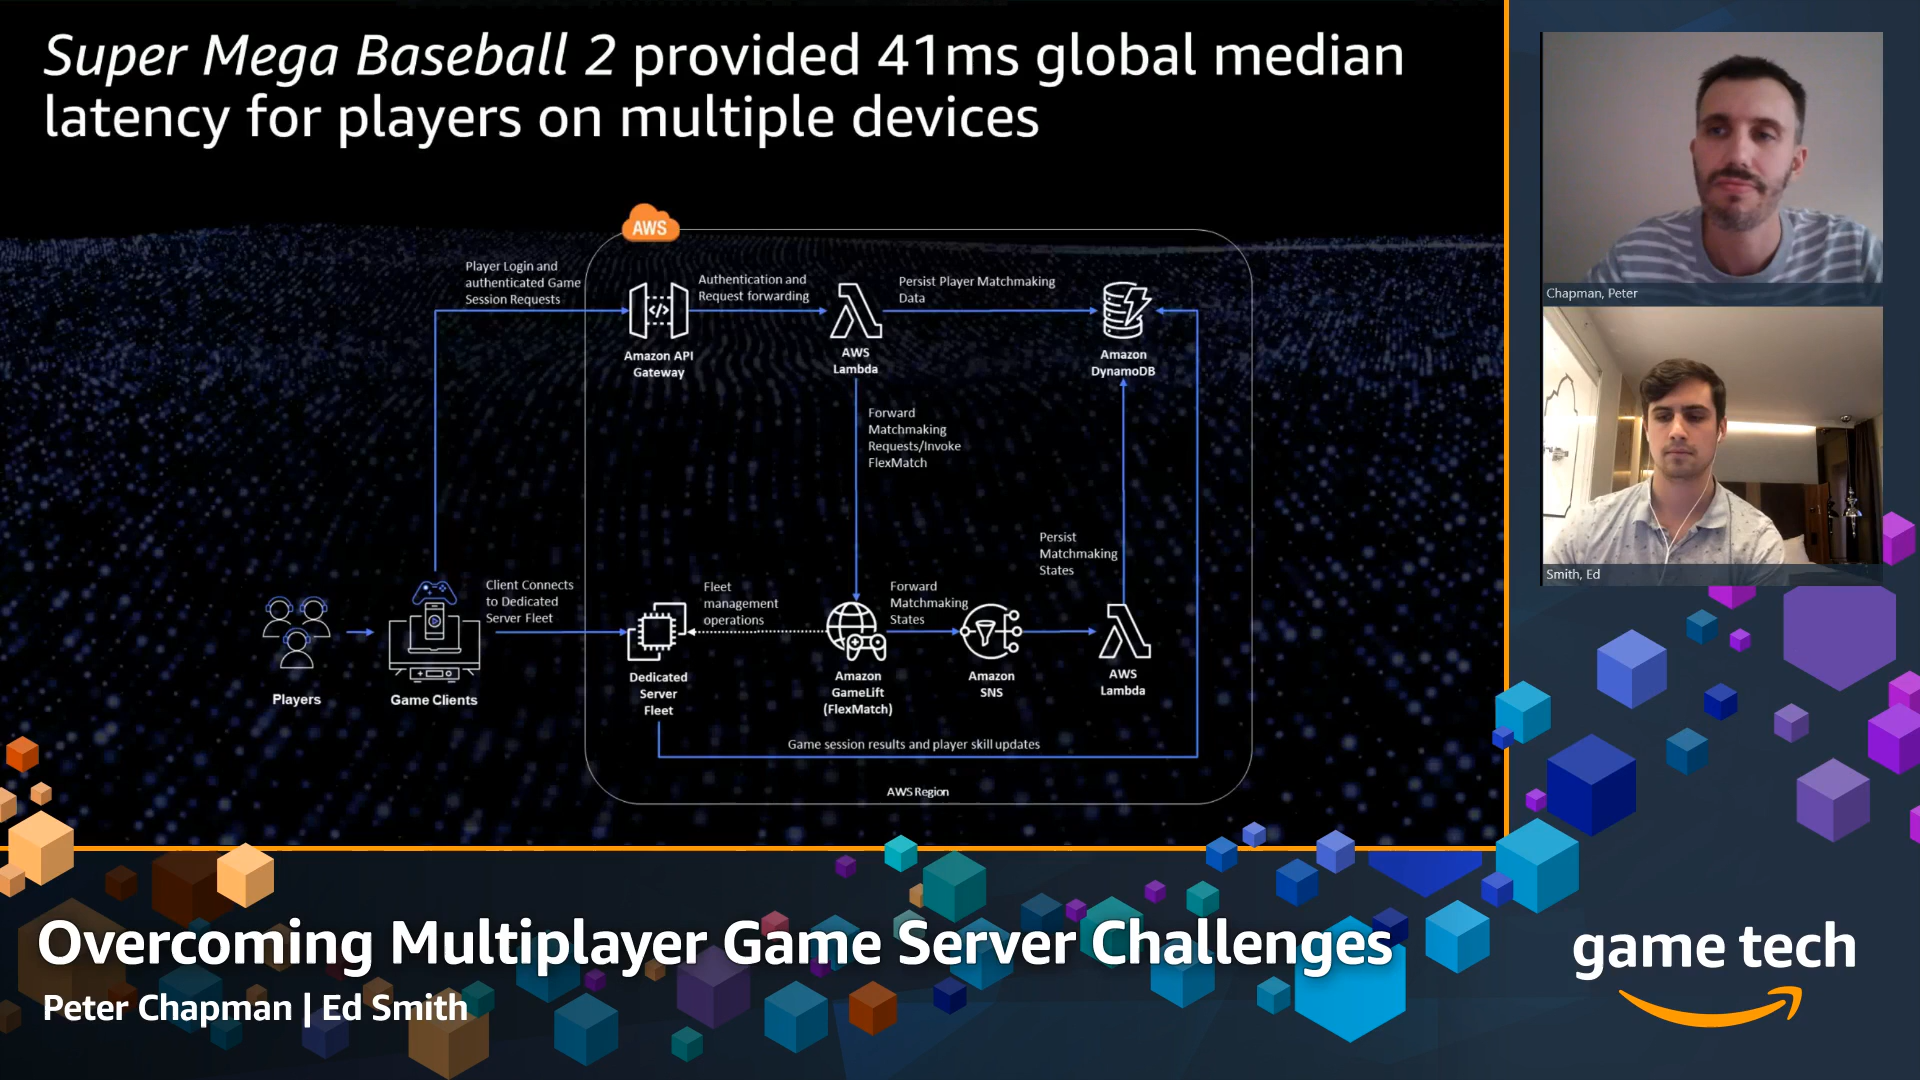 Super Mega Baseball 2 provided 41ms global median
latency for players on multiple devices
AWS
Player Login and
authenticated Game
Session Requests
Authentication and
Request forwarding
Persist Player Matchmaking
Data
Amazon API
Gateway
AWS
Lambda
Amazon
DynamoDB
Forward
Matchmaking
Requests/Invoke
FlexMatch
Persist
Matchmaking
States
Client Connects
to Dedicated
Server Fleet
Fleet
management
operations
Forward
Matchmaking
States
Players
Game Clients
Dedicated
Server
Fleet
Amazon
GameLift
(FlexMatch)
Amazon
SNS
AWS
Lambda
Game session results and player skill updates
AWS Region
Chapman, Peter
Smith, Ed
Overcoming Multiplayer Game Server Challenges
Peter Chapman | Ed Smith
game tech